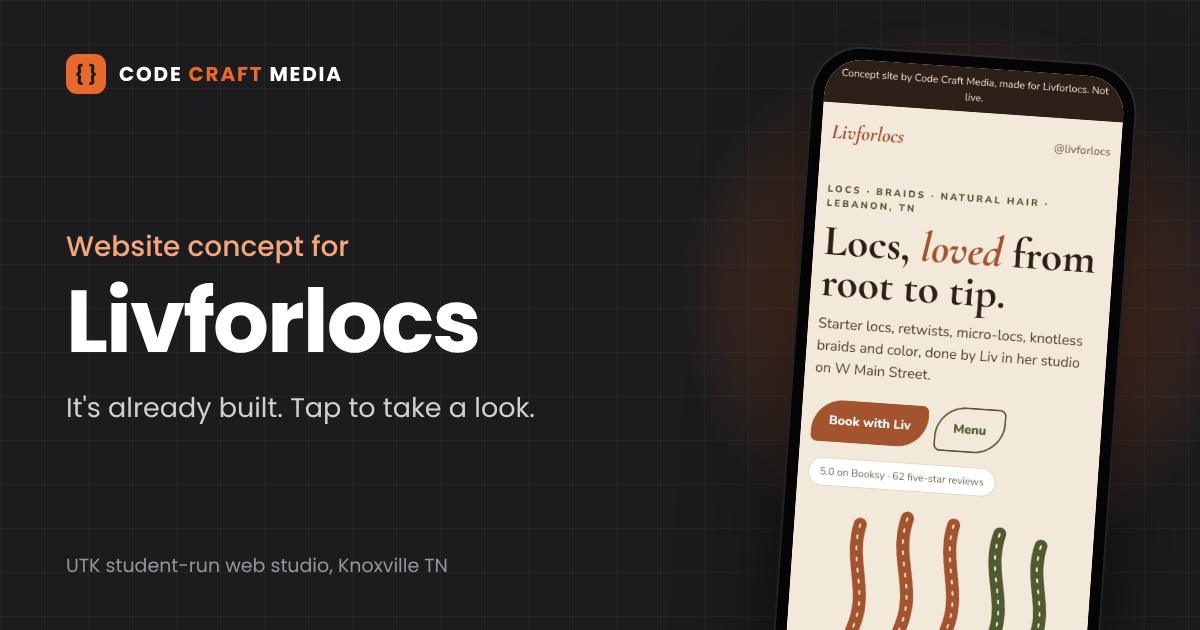 { } CODE CRAFT MEDIA
Website concept for
Livforlocs
It's already built. Tap to take a look.
UTK student-run web studio, Knoxville TN
Concept site by Code Craft Media, made for Livforlocs. Not
live.
Livforlocs
@livforlocs
LOCS · BRAIDS · NATURAL HAIR ·
LEBANON, TN
Locs, loved from
root to tip.
Starter locs, retwists, micro-locs, knotless
braids and color, done by Liv in her studio
on W Main Street.
Book with Liv
Menu
5.0 on Booksy · 62 five-star reviews